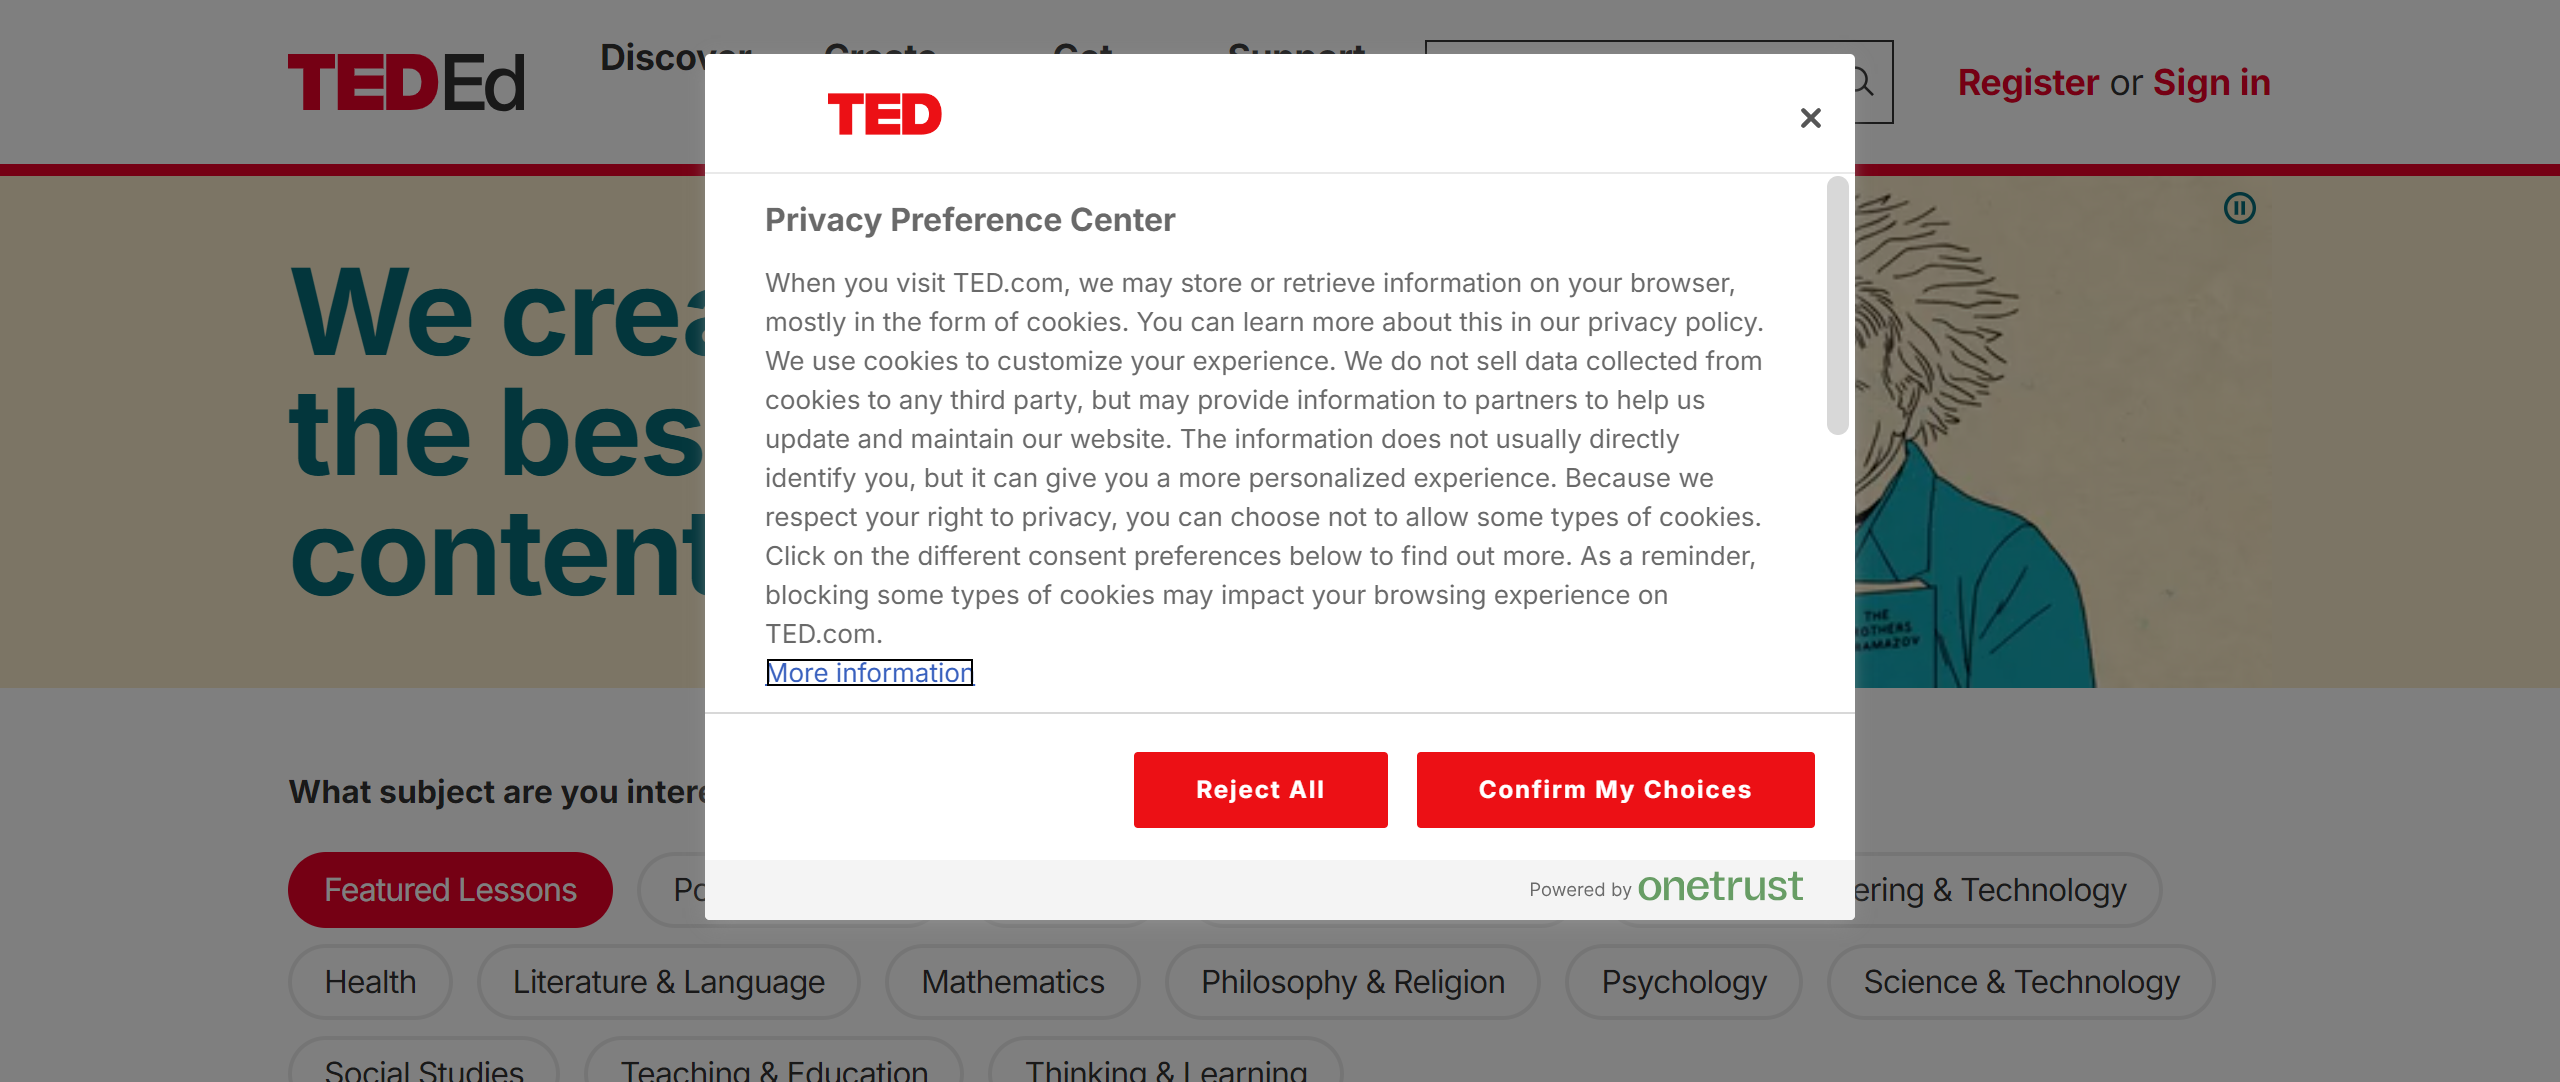 TEDEd
Discover
Create
Get
Support
Register or Sign in
TED
Privacy Preference Center
When you visit TED.com, we may store or retrieve information on your browser,
mostly in the form of cookies. You can learn more about this in our privacy policy.
We use cookies to customize your experience. We do not sell data collected from
cookies to any third party, but may provide information to partners to help us
update and maintain our website. The information does not usually directly
identify you, but it can give you a more personalized experience. Because we
respect your right to privacy, you can choose not to allow some types of cookies.
Click on the different consent preferences below to find out more. As a reminder,
blocking some types of cookies may impact your browsing experience on
TED.com.
More information
Reject All
Confirm My Choices
Powered by onetrust
We crea
the bes
content
THE
OTHERS
AMAZOV
What subject are you intere
Featured Lessons
Po
ering & Technology
Health
Literature & Language
Mathematics
Philosophy & Religion
Psychology
Science & Technology
Social Studies
Teaching & Education
Thinking & Learning